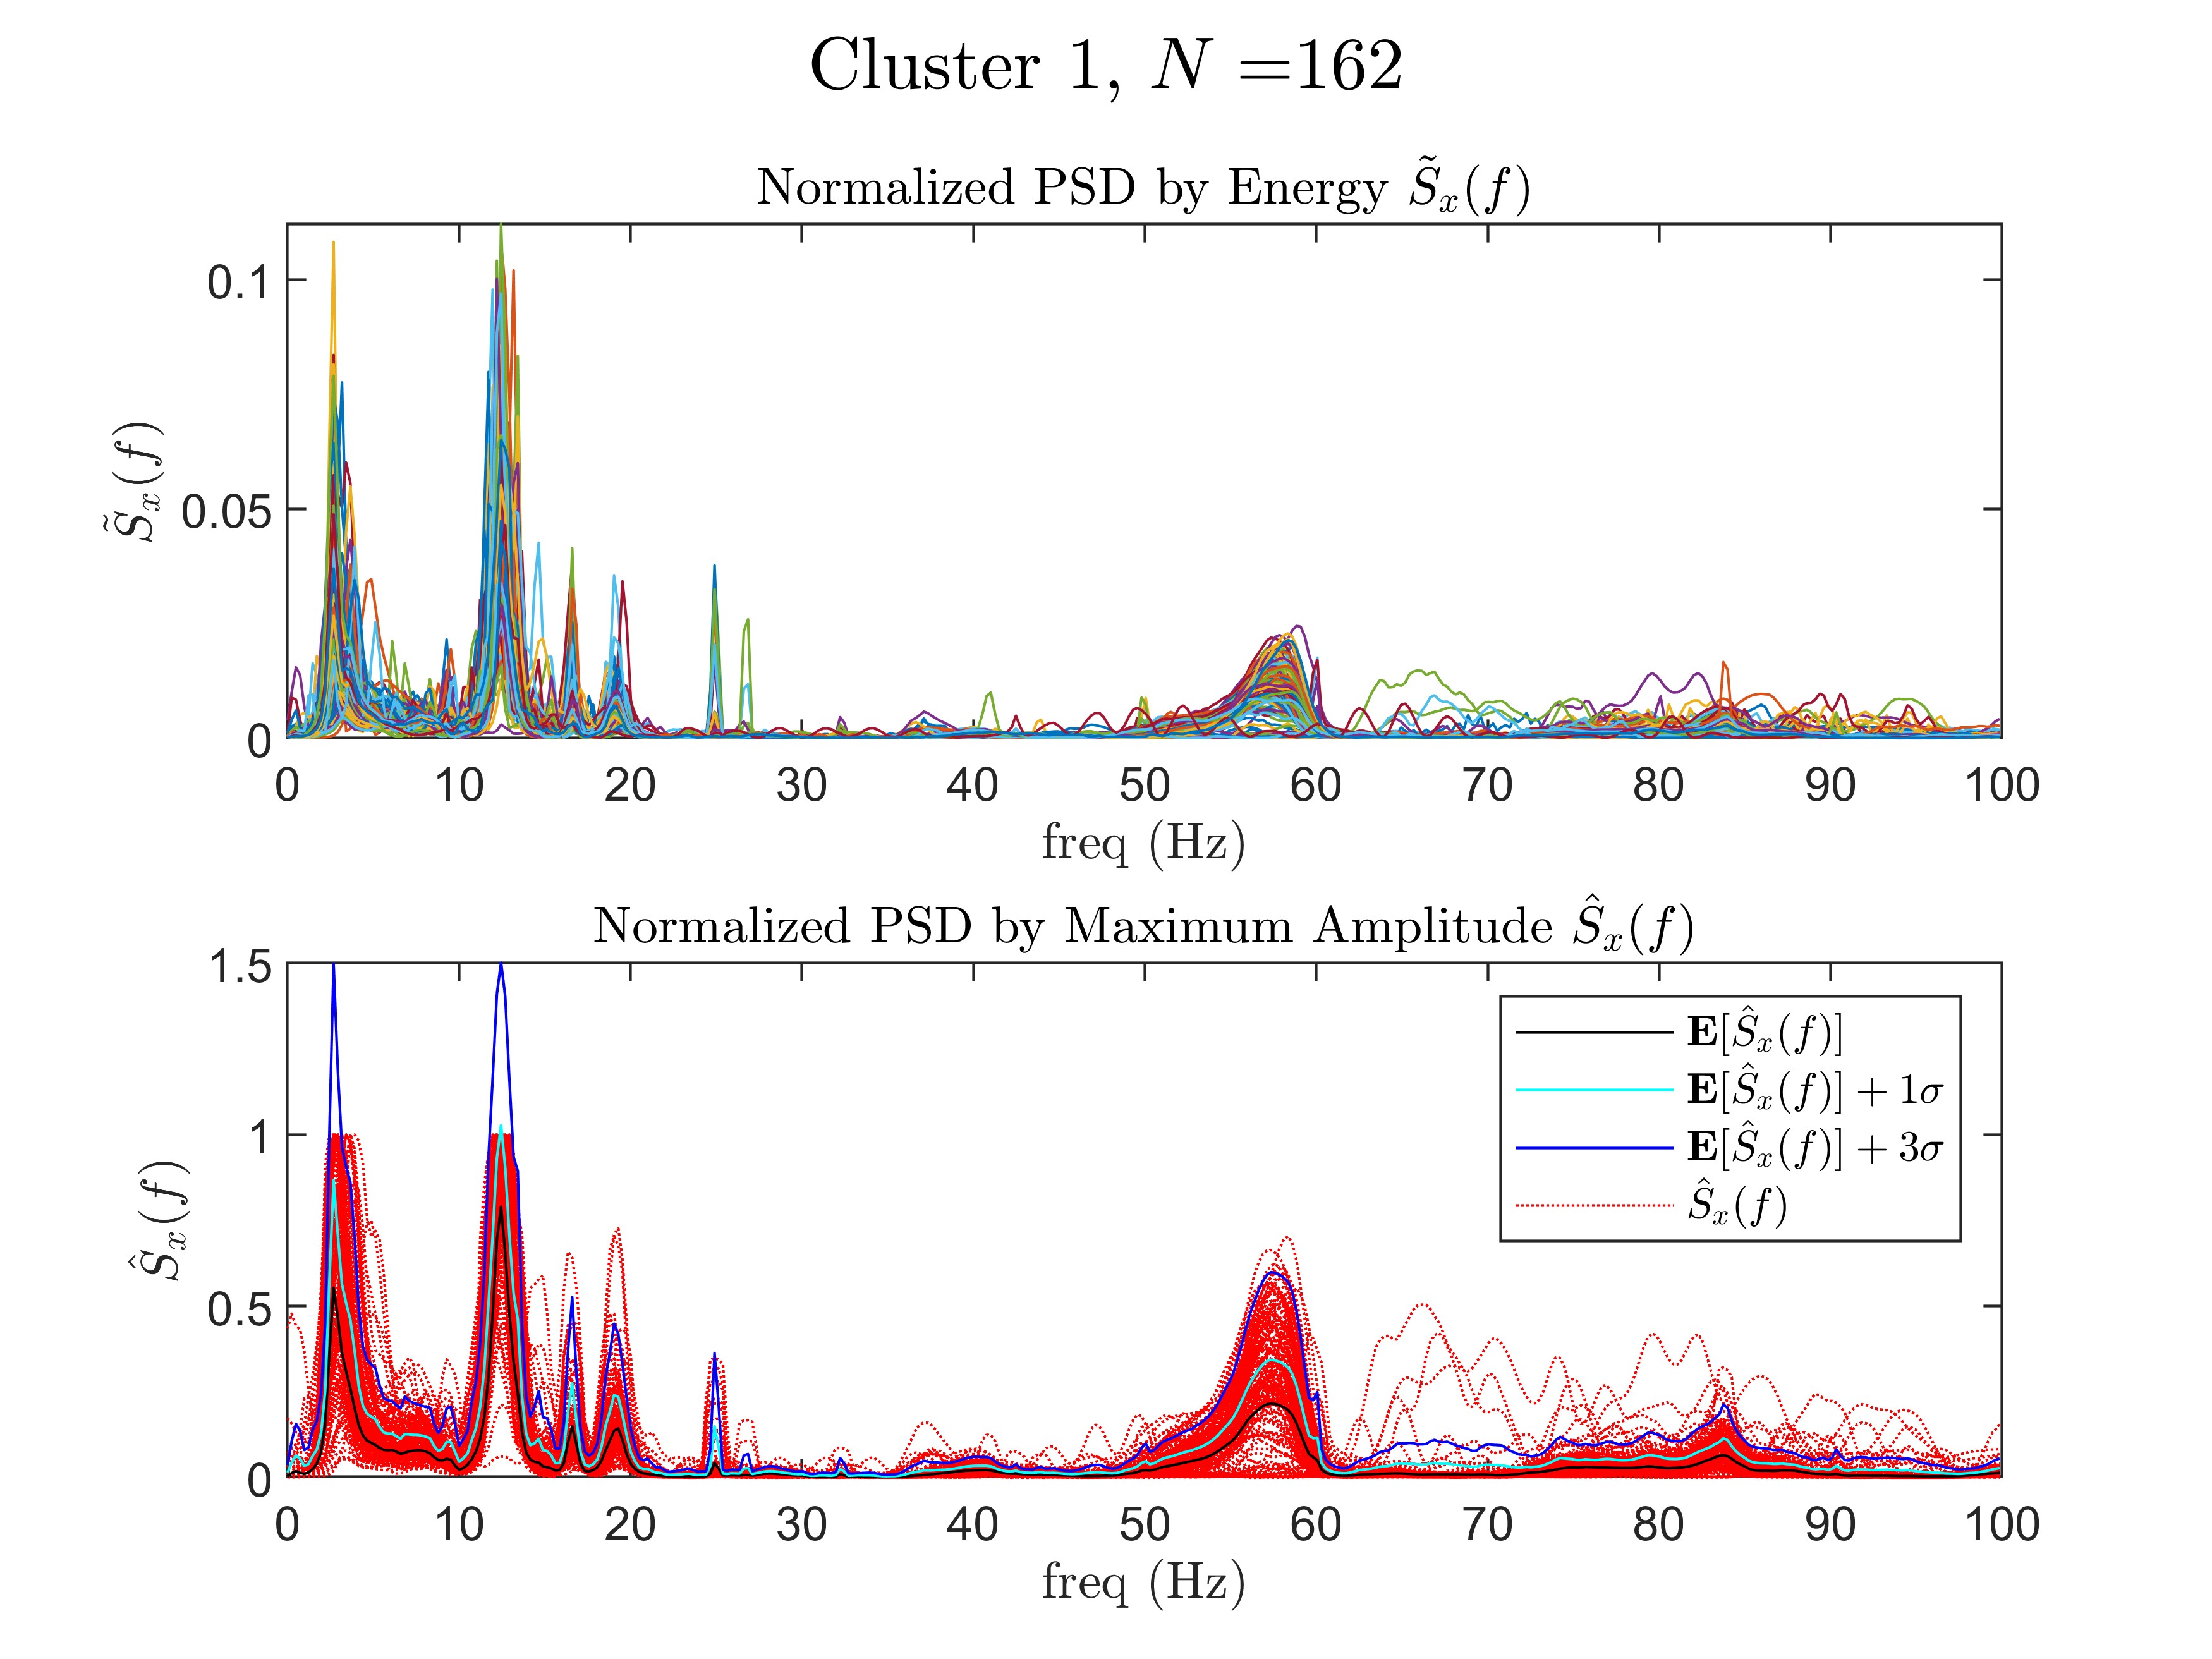 Cluster 1, N =162
Normalized PSD by Energy S̃ₓ(f)
S̃ₓ(f)
0.1
0.05
0
0 10 20 30 40 50 60 70 80 90 100
freq (Hz)
Normalized PSD by Maximum Amplitude Ŝₓ(f)
Ŝₓ(f)
1.5
1
0.5
0
E[Ŝₓ(f)]
E[Ŝₓ(f)] + 1σ
E[Ŝₓ(f)] + 3σ
Ŝₓ(f)
0 10 20 30 40 50 60 70 80 90 100
freq (Hz)